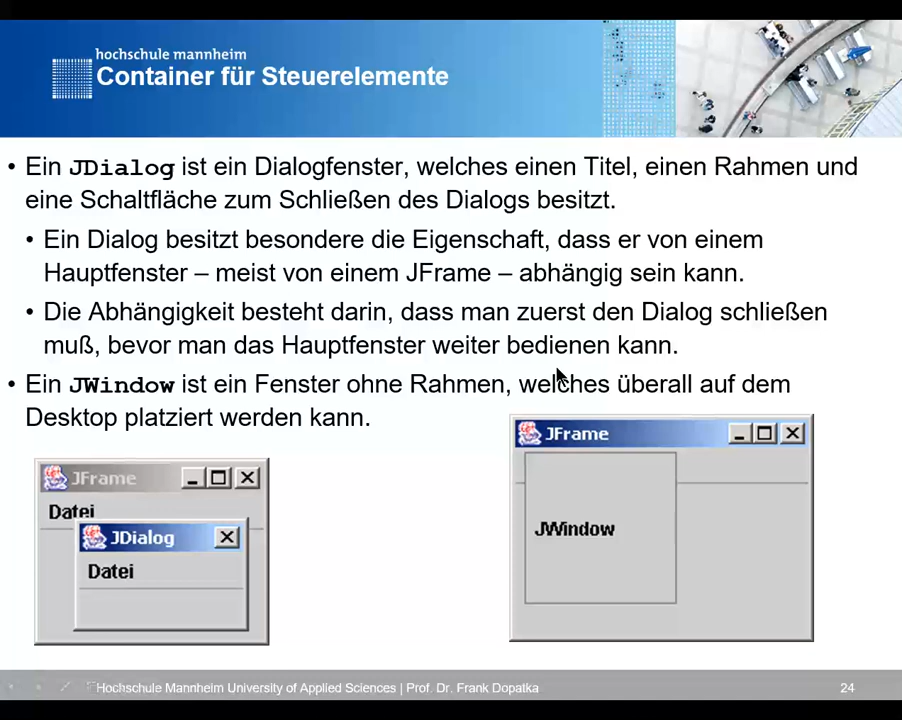 hochschule mannheim
Container für Steuerelemente
• Ein JDialog ist ein Dialogfenster, welches einen Titel, einen Rahmen und
eine Schaltfläche zum Schließen des Dialogs besitzt.
• Ein Dialog besitzt besondere die Eigenschaft, dass er von einem
Hauptfenster – meist von einem JFrame – abhängig sein kann.
• Die Abhängigkeit besteht darin, dass man zuerst den Dialog schließen
muß, bevor man das Hauptfenster weiter bedienen kann.
• Ein JWindow ist ein Fenster ohne Rahmen, welches überall auf dem
Desktop platziert werden kann.
JFrame
Datei
JDialog
Datei
JFrame
JWindow
Hochschule Mannheim University of Applied Sciences | Prof. Dr. Frank Dopatka
24